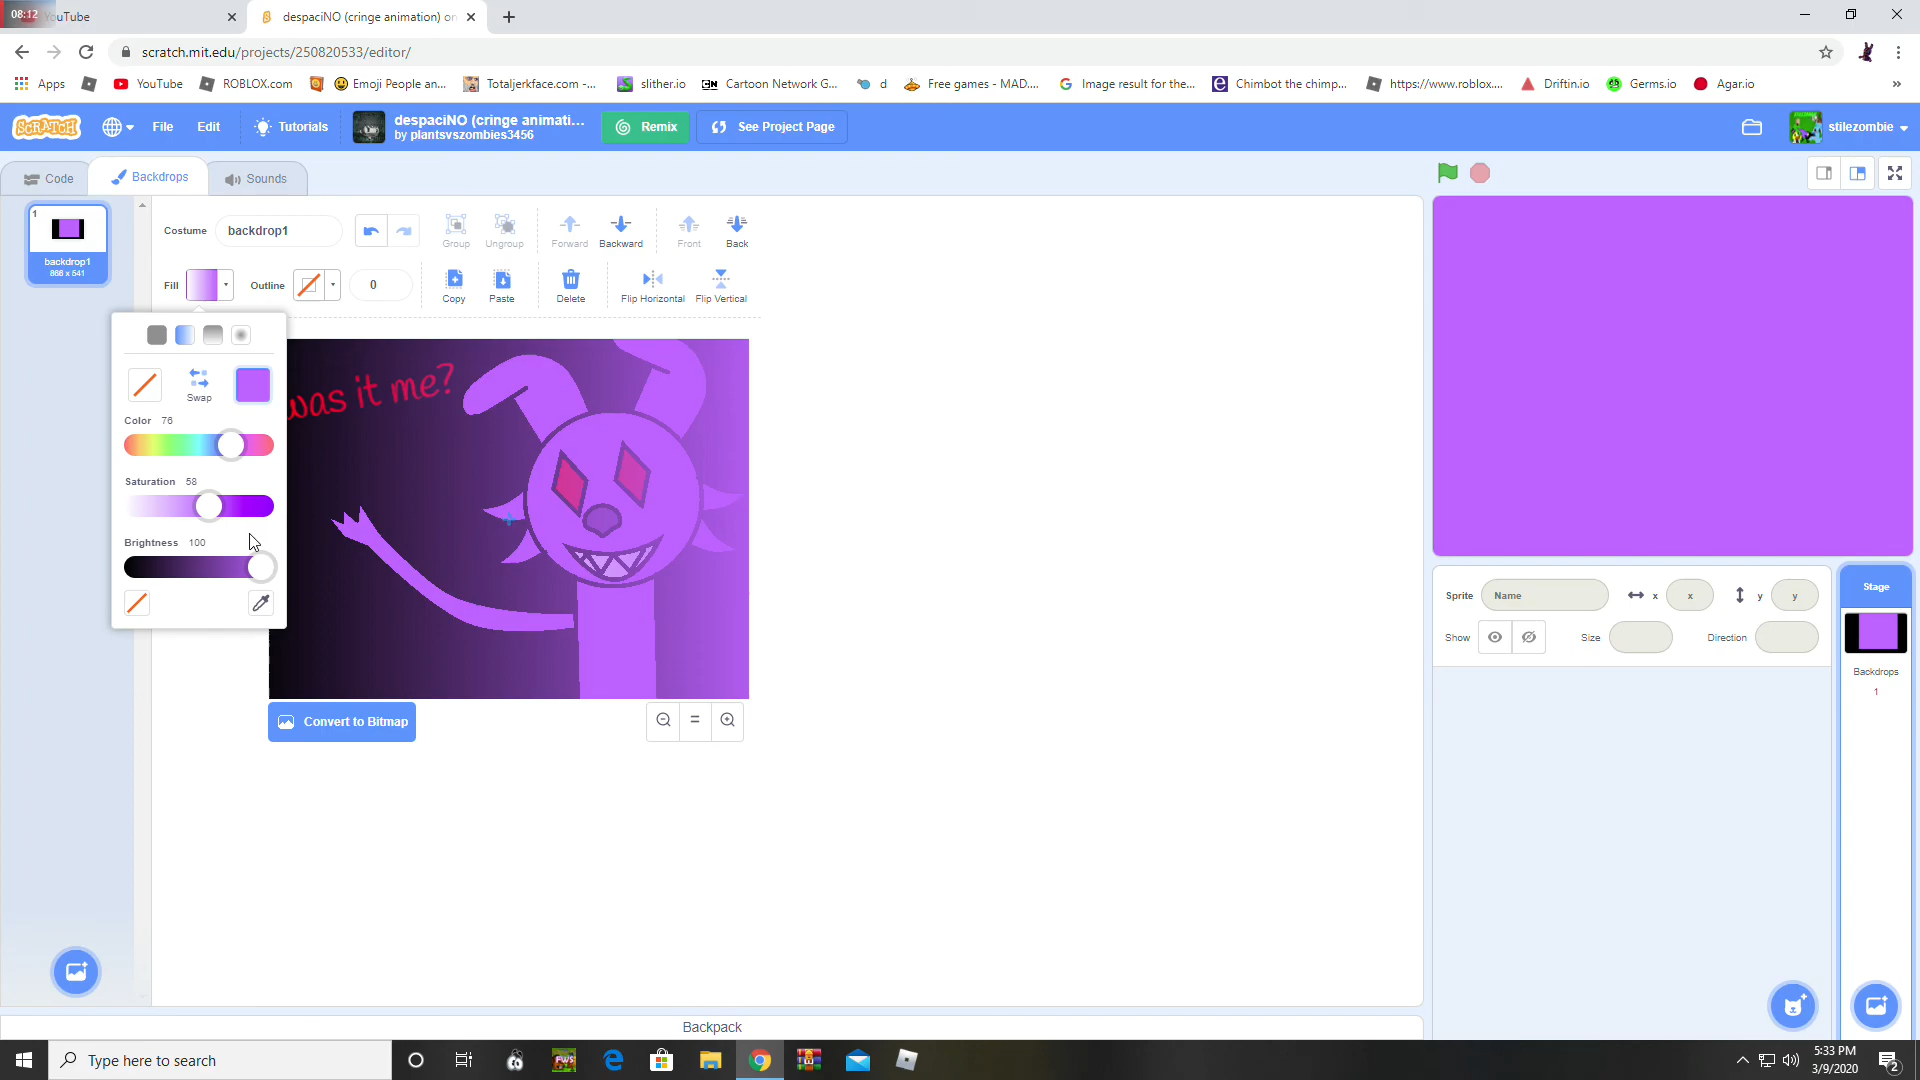 08:12
YouTube
despaciNO (cringe animation) on
scratch.mit.edu/projects/250820533/editor/
Apps
YouTube
ROBLOX.com
Emoji People an...
Totaljerkface.com -...
slither.io
CN
Cartoon Network G...
d
Free games - MAD....
Image result for the...
Chimbot the chimp...
https://www.roblox....
Driftin.io
Germs.io
Agar.io
SCRATCH
File
Edit
Tutorials
despaciNO (cringe animati...
by plantsvszombies3456
Remix
See Project Page
stilezombie
Code
Backdrops
Sounds
1
backdrop1
866 x 541
Costume
backdrop1
Group
Ungroup
Forward
Backward
Front
Back
Fill
Outline
0
Copy
Paste
Delete
Flip Horizontal
Flip Vertical
Swap
Color 76
Saturation 58
Brightness 100
was it me?
Convert to Bitmap
Sprite
Name
x
x
y
y
Show
Size
Direction
Stage
Backdrops
1
Backpack
Type here to search
FWS
5:33 PM
3/9/2020
2